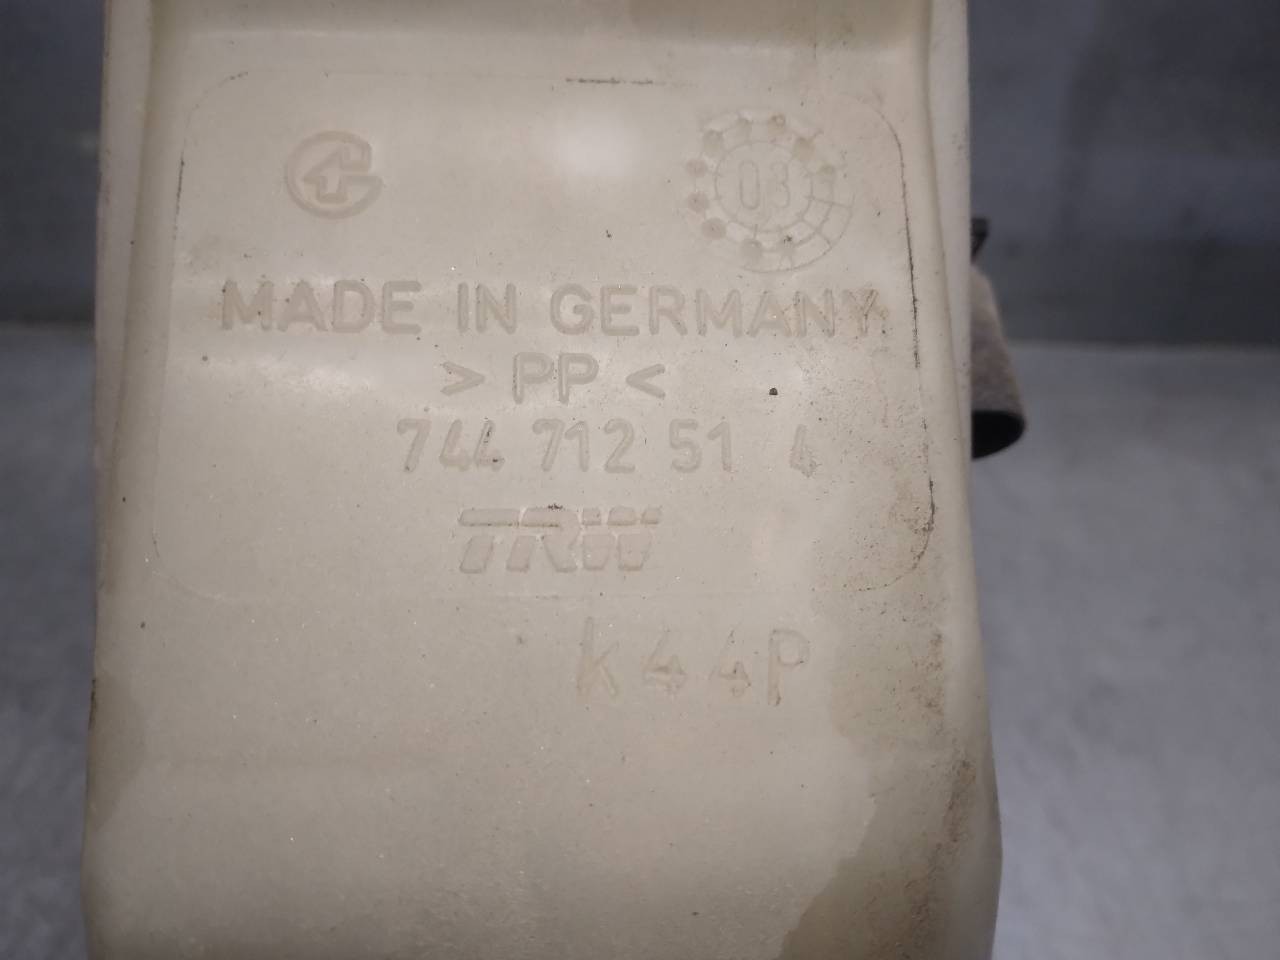 03
MADE IN GERMANY
> PP <
744 712 51 4
TRW
k44P